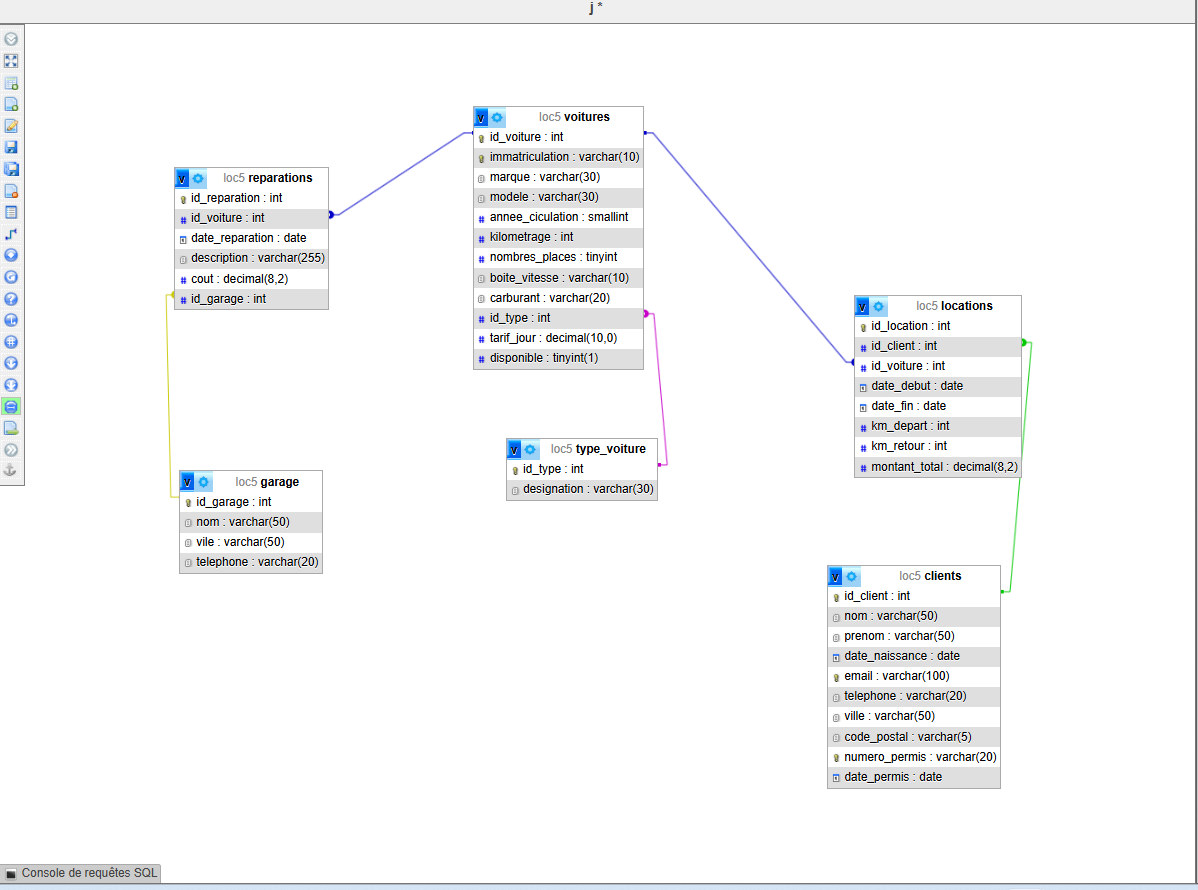 j *
loc5 voitures
id_voiture : int
immatriculation : varchar(10)
marque : varchar(30)
modele : varchar(30)
annee_ciculation : smallint
kilometrage : int
nombres_places : tinyint
boite_vitesse : varchar(10)
carburant : varchar(20)
id_type : int
tarif_jour : decimal(10,0)
disponible : tinyint(1)
loc5 reparations
id_reparation : int
id_voiture : int
date_reparation : date
description : varchar(255)
cout : decimal(8,2)
id_garage : int
loc5 locations
id_location : int
id_client : int
id_voiture : int
date_debut : date
date_fin : date
km_depart : int
km_retour : int
montant_total : decimal(8,2)
loc5 type_voiture
id_type : int
designation : varchar(30)
loc5 garage
id_garage : int
nom : varchar(50)
vile : varchar(50)
telephone : varchar(20)
loc5 clients
id_client : int
nom : varchar(50)
prenom : varchar(50)
date_naissance : date
email : varchar(100)
telephone : varchar(20)
ville : varchar(50)
code_postal : varchar(5)
numero_permis : varchar(20)
date_permis : date
Console de requêtes SQL